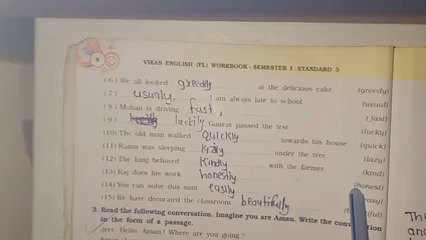 VIKAS ENGLISH (FL) WORKBOOK - SEMESTER I - STANDARD 5
(6) We all looked greedily at the delicious cake. (greedy)
(7) usually, I am always late to school. (usual)
(8) Mohan is driving fast, (fast)
(9) luckily Gaurav passed the test. (lucky)
(10) The old man walked quickly towards his house. (quick)
(11) Ramu was sleeping lazily under the tree. (lazy)
(12) The king behaved kindly with the farmer. (kind)
(13) Raj does his work honestly (honest)
(14) You can solve this sum easily (easy)
(15) We have decorated the classroom beautifully
3. Read the following conversation. Imagine you are Aman. Write the
in the form of a passage.
Jeet: Hello, Aman! Where are you going?